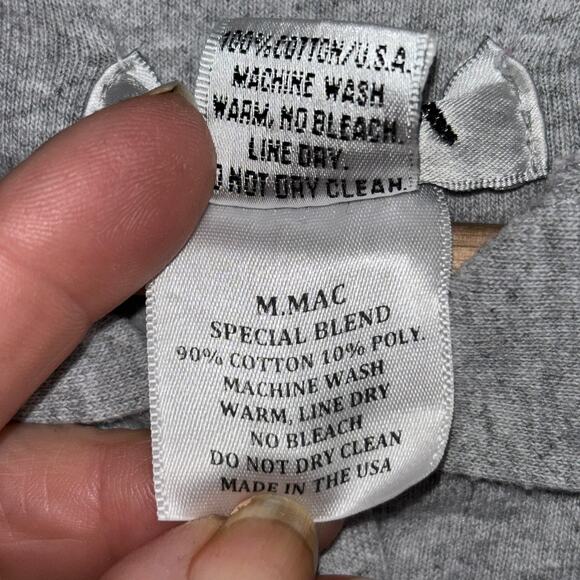 100% COTTON/U.S.A.
MACHINE WASH
WARM, NO BLEACH.
LINE DRY.
DO NOT DRY CLEAN.
M.MAC
SPECIAL BLEND
90% COTTON 10% POLY.
MACHINE WASH
WARM, LINE DRY
NO BLEACH
DO NOT DRY CLEAN
MADE IN THE USA